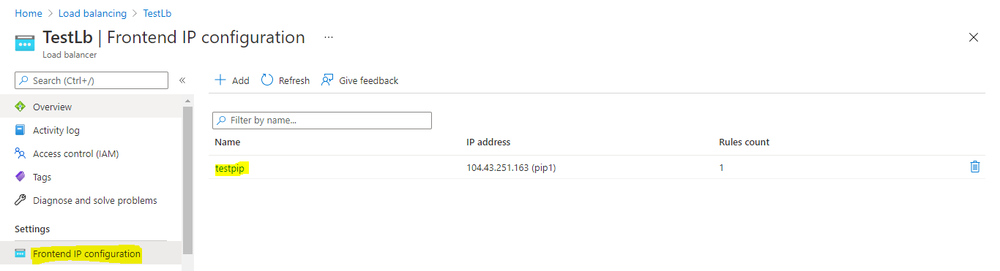 Home > Load balancing > TestLb
TestLb | Frontend IP configuration ...
Load balancer
Search (Ctrl+/) «
Add Refresh Give feedback
Overview
Activity log
Access control (IAM)
Tags
Diagnose and solve problems
Settings
Frontend IP configuration
Filter by name...
Name IP address Rules count
testpip 104.43.251.163 (pip1) 1